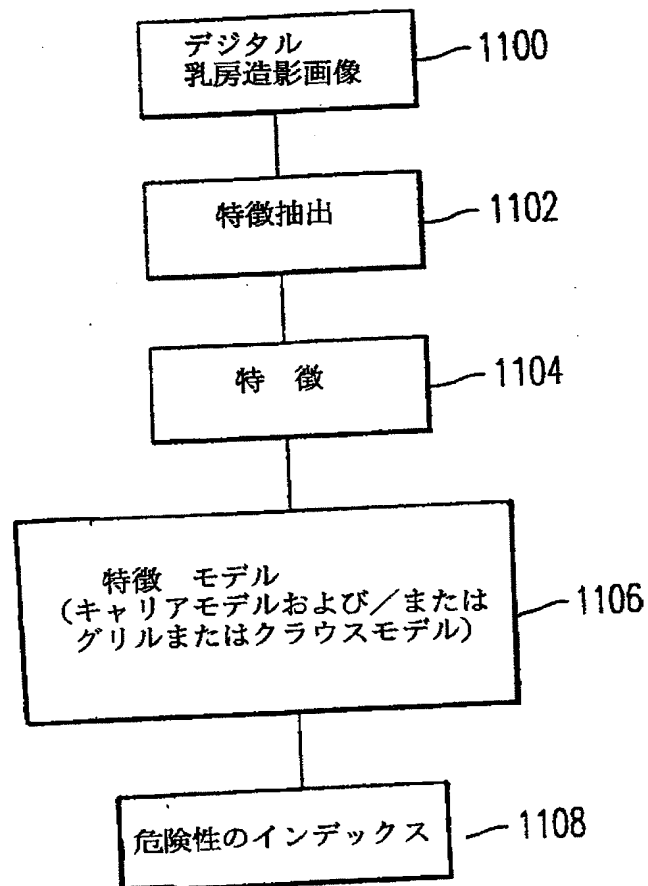 デジタル
乳房造影画像
1100
特徴抽出
1102
特 徴
1104
特徴 モデル
(キャリアモデルおよび/または
グリルまたはクラウスモデル)
1106
危険性のインデックス
1108